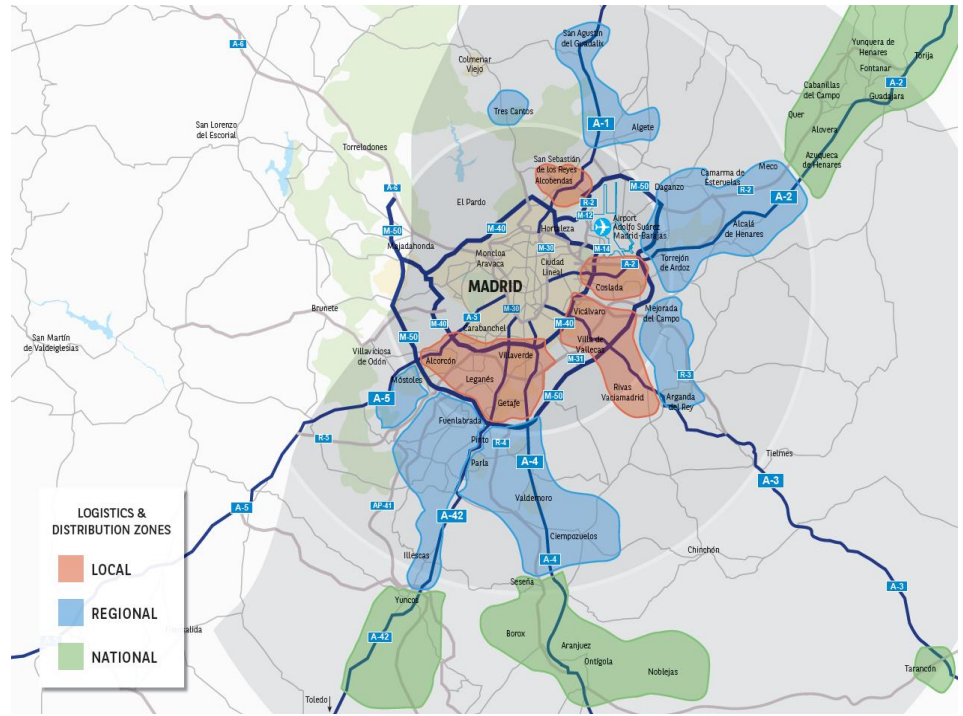 A-6
San Agustín
del Guadalix
Colmenar
Viejo
Tres Cantos
A-1
Algete
Yunquera de
Henares
Torija
Fontanar
A-2
Cabanillas
del Campo
Guadalajara
Quer
Alovera
Azuqueca
de Henares
San Lorenzo
del Escorial
Torrelodones
San Sebastián
de los Reyes
Alcobendas
Meco
Camarma de
Esteruelas
R-2
A-2
Daganzo
M-50
A-6
El Pardo
R-2
M-12
Airport
Adolfo Suárez
Madrid-Barajas
Alcalá
de Henares
M-50
M-40
Hortaleza
Majadahonda
M-30
M-14
Moncloa
Aravaca
Ciudad
Lineal
A-2
Torrejón
de Ardoz
MADRID
Coslada
Brunete
M-30
Vicálvaro
Mejorada
del Campo
A-5
M-40
M-40
Carabanchel
San Martín
de Valdeiglesias
M-50
Villa de
Vallecas
Villaviciosa
de Odón
Alcorcón
Villaverde
M-31
Móstoles
Leganés
R-3
Rivas
Vatiamadrid
A-5
Getafe
M-50
Arganda
del Rey
Fuenlabrada
R-5
Pinto
R-4
Parla
A-4
Tielmes
A-3
Valdemoro
A-5
AP-41
A-42
Ciempozuelos
Illescas
A-4
Chinchón
Seseña
A-3
Yuncos
A-42
Borox
Aranjuez
Ontígola
Noblejas
Tarancón
Toledo
LOGISTICS &
DISTRIBUTION ZONES
LOCAL
REGIONAL
NATIONAL